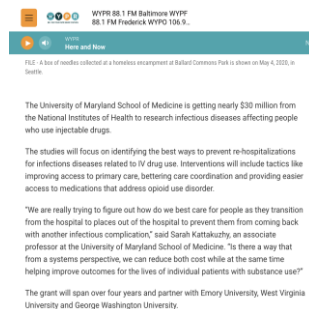 WYPR
WYPR 88.1 FM Baltimore WYPF
88.1 FM Frederick WYPO 106.9...
WYPR
Here and Now
FILE - A box of needles collected at a homeless encampment at Ballard Commons Park is shown on May 4, 2020, in
Seattle.
The University of Maryland School of Medicine is getting nearly $30 million from
the National Institutes of Health to research infectious diseases affecting people
who use injectable drugs.
The studies will focus on identifying the best ways to prevent re-hospitalizations
for infections diseases related to IV drug use. Interventions will include tactics like
improving access to primary care, bettering care coordination and providing easier
access to medications that address opioid use disorder.
“We are really trying to figure out how do we best care for people as they transition
from the hospital to places out of the hospital to prevent them from coming back
with another infectious complication,” said Sarah Kattakuzhy, an associate
professor at the University of Maryland School of Medicine. “Is there a way that
from a systems perspective, we can reduce both cost while at the same time
helping improve outcomes for the lives of individual patients with substance use?”
The grant will span over four years and partner with Emory University, West Virginia
University and George Washington University.